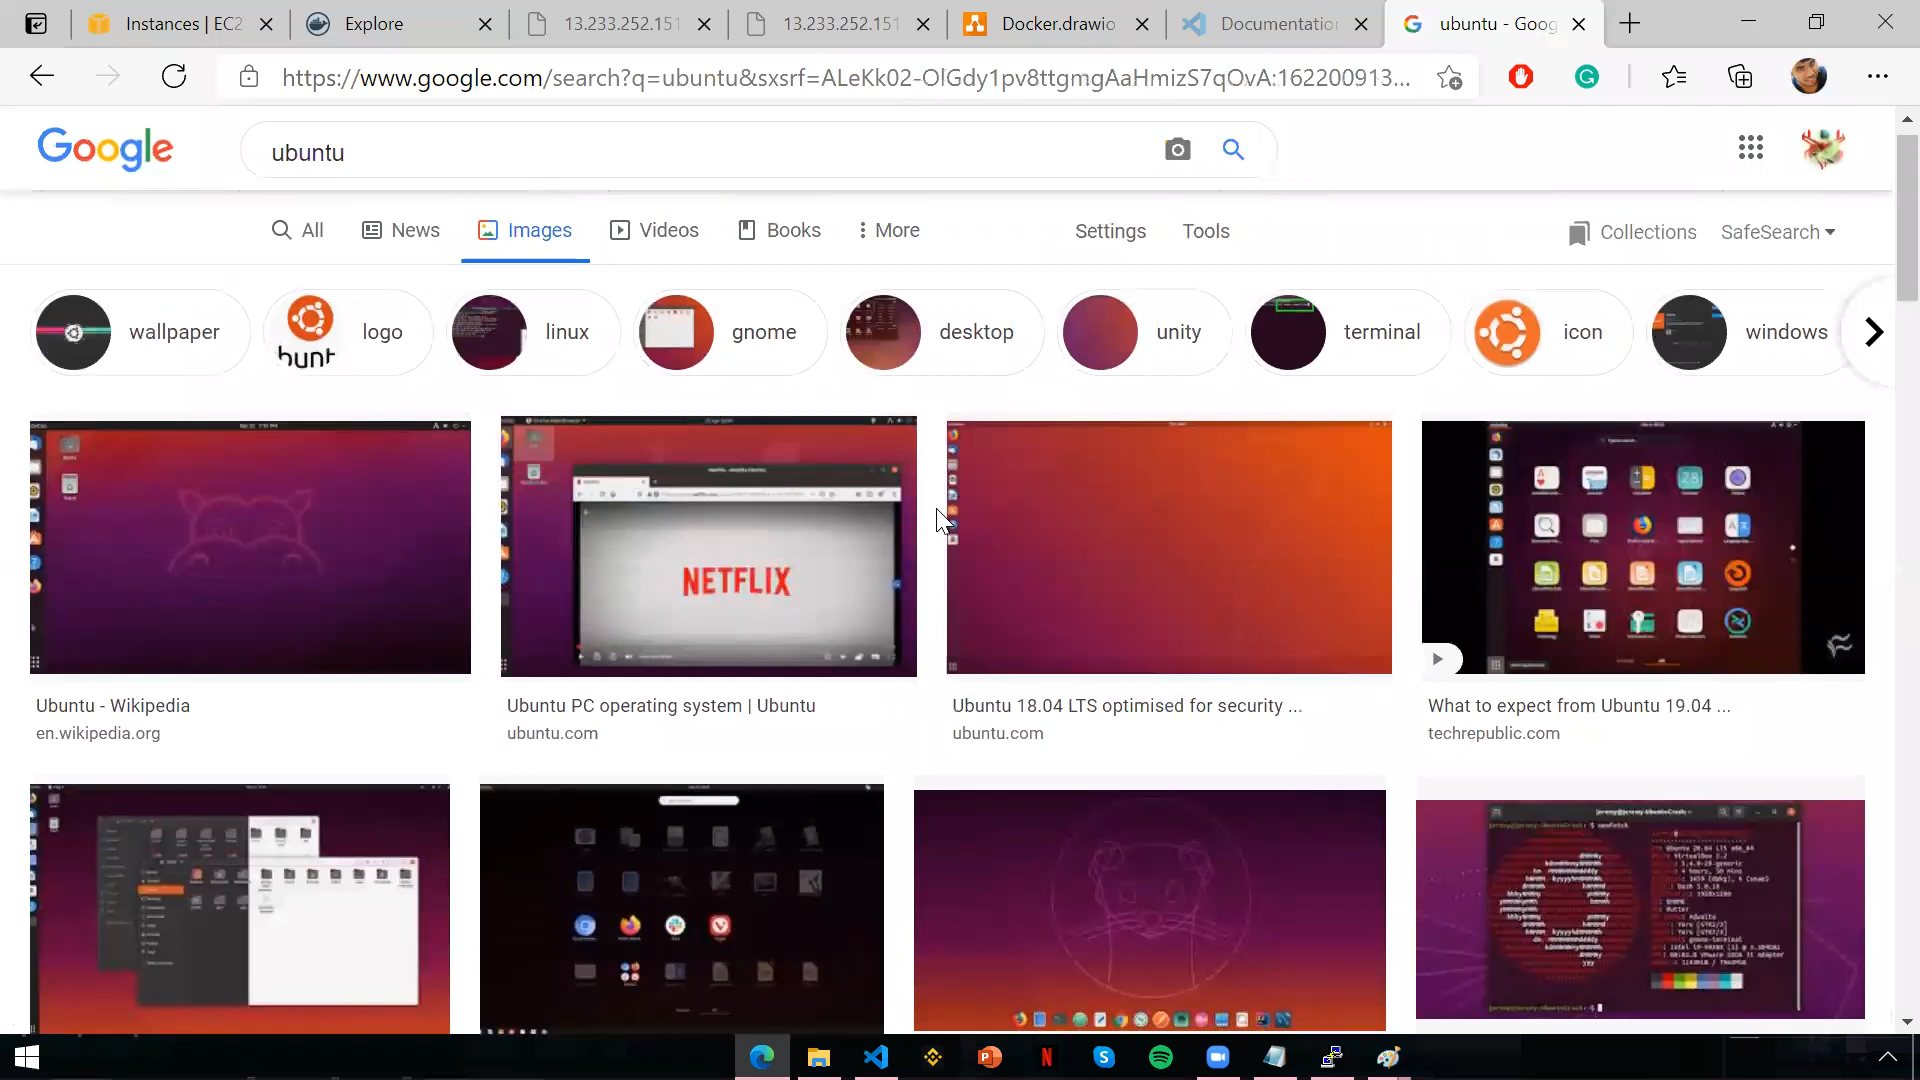 Instances | EC2
Explore
13.233.252.151
13.233.252.151
Docker.drawio
Documentation
ubuntu - Goog
https://www.google.com/search?q=ubuntu&sxsrf=ALeKk02-OlGdy1pv8ttgmgAaHmizS7qOvA:162200913...
Google
ubuntu
All
News
Images
Videos
Books
More
Settings
Tools
Collections
SafeSearch
wallpaper
logo
linux
gnome
desktop
unity
terminal
icon
windows
bunt
NETFLIX
Ubuntu - Wikipedia
en.wikipedia.org
Ubuntu PC operating system | Ubuntu
ubuntu.com
Ubuntu 18.04 LTS optimised for security ...
ubuntu.com
What to expect from Ubuntu 19.04 ...
techrepublic.com